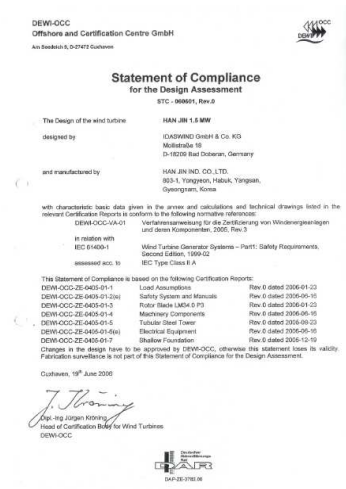 DEWI-OCC
Offshore and Certification Centre GmbH
Am Seedeich 9, D-27472 Cuxhaven
OCC
DEWI
Statement of Compliance
for the Design Assessment
STC - 060601, Rev.0
The Design of the wind turbine HAN JIN 1.5 MW
designed by IDASWIND GmbH & Co. KG
Mollistraße 18
D-18209 Bad Doberan, Germany
and manufactured by HAN JIN IND. CO.,LTD.
803-1, Yongyeon, Habuk, Yangsan,
Gyeongnam, Korea
with characteristic basic data given in the annex and calculations and technical drawings listed in the
relevant Certification Reports is conform to the following normative references:
DEWI-OCC-VA-01 Verfahrensanweisung für die Zertifizierung von Windenergieanlagen
und deren Komponenten, 2005, Rev.3
in relation with
IEC 61400-1 Wind Turbine Generator Systems – Part1: Safety Requirements,
Second Edition, 1999-02
assessed acc. to IEC Type Class II A
This Statement of Compliance is based on the following Certification Reports:
DEWI-OCC-ZE-0405-01-1 Load Assumptions Rev.0 dated 2006-01-23
DEWI-OCC-ZE-0405-01-2(e) Safety System and Manuals Rev.0 dated 2006-06-16
DEWI-OCC-ZE-0405-01-3 Rotor Blade LM34.0 P3 Rev.0 dated 2006-01-23
DEWI-OCC-ZE-0405-01-4 Machinery Components Rev.0 dated 2006-06-16
DEWI-OCC-ZE-0405-01-5 Tubular Steel Tower Rev.0 dated
DEWI-OCC-ZE-0405-01-6(e) Electrical Equipment Rev.0 dated 2006-06-16
DEWI-OCC-ZE-0405-01-7 Shallow Foundation Rev.0 dated
Changes in the design have to be approved by DEWI-OCC, otherwise this statement loses its validity.
Fabrication surveillance is not part of this Statement of Compliance for the Design Assessment.
Cuxhaven, 19th June 2006
Dipl.-Ing Jürgen Kröning
Head of Certification Body for Wind Turbines
DEWI-OCC
Deutscher
Akkreditierungs
Rat
DAR
DAP-ZE-3762.00